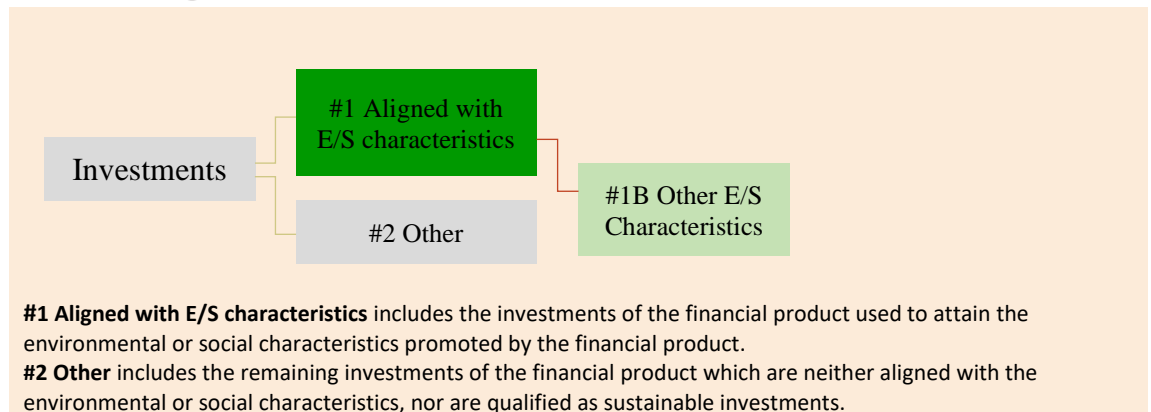 #1 Aligned with
E/S characteristics
Investments
#1B Other E/S
Characteristics
#2 Other
#1 Aligned with E/S characteristics includes the investments of the financial product used to attain the
environmental or social characteristics promoted by the financial product.
#2 Other includes the remaining investments of the financial product which are neither aligned with the
environmental or social characteristics, nor are qualified as sustainable investments.